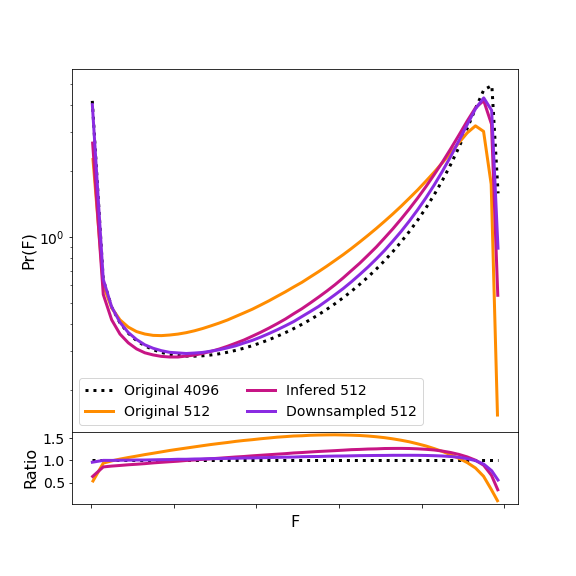 Pr(F)
10⁰
Original 4096
Original 512
Infered 512
Downsampled 512
Ratio
1.5
1.0
0.5
F